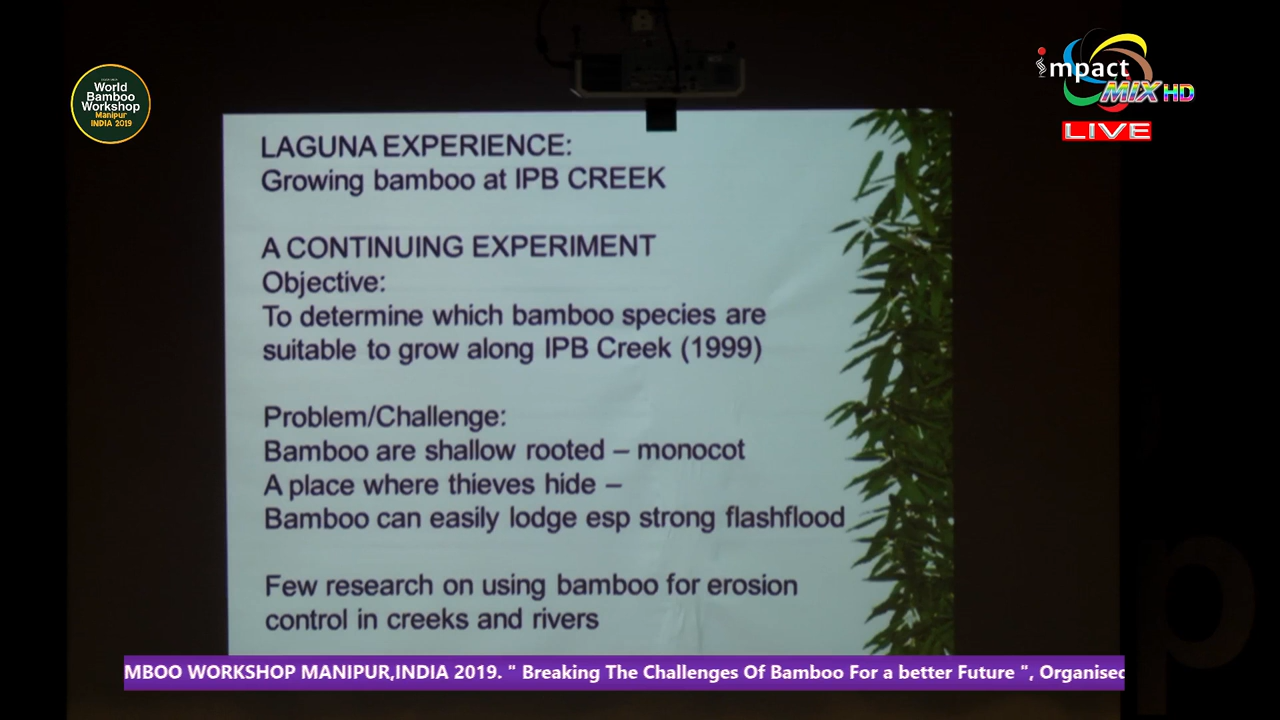 World
Bamboo
Workshop
Manipur
INDIA 2019
impact
MIX HD
LIVE
LAGUNA EXPERIENCE:
Growing bamboo at IPB CREEK
A CONTINUING EXPERIMENT
Objective:
To determine which bamboo species are
suitable to grow along IPB Creek (1999)
Problem/Challenge:
Bamboo are shallow rooted – monocot
A place where thieves hide –
Bamboo can easily lodge esp strong flashflood
Few research on using bamboo for erosion
control in creeks and rivers
MBOO WORKSHOP MANIPUR,INDIA 2019. " Breaking The Challenges Of Bamboo For a better Future ", Organised